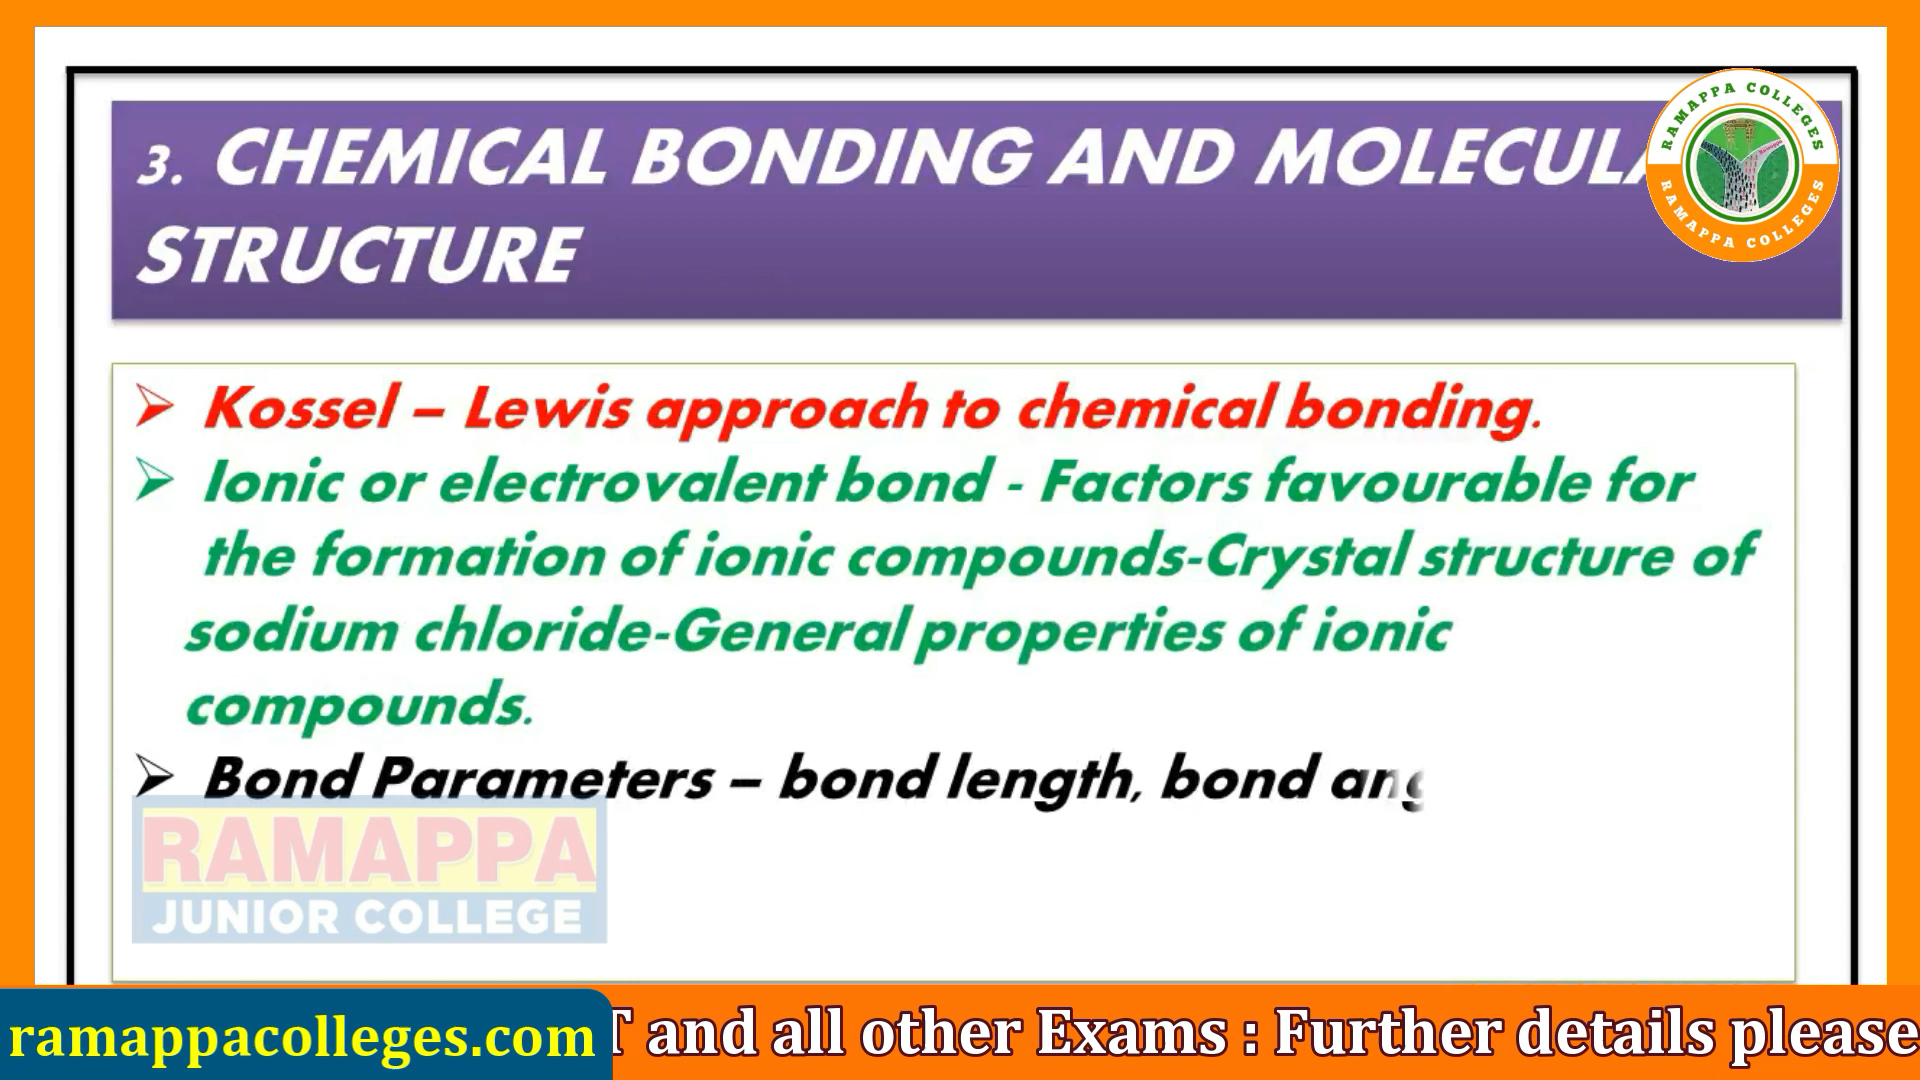 3. CHEMICAL BONDING AND MOLECULA
STRUCTURE
RAMAPPA COLLEGES
RAMAPPA COLLEGES
➢ Kossel – Lewis approach to chemical bonding.
➢ Ionic or electrovalent bond - Factors favourable for
the formation of ionic compounds-Crystal structure of
sodium chloride-General properties of ionic
compounds.
➢ Bond Parameters – bond length, bond ang
RAMAPPA
JUNIOR COLLEGE
ramappacolleges.com T and all other Exams : Further details please